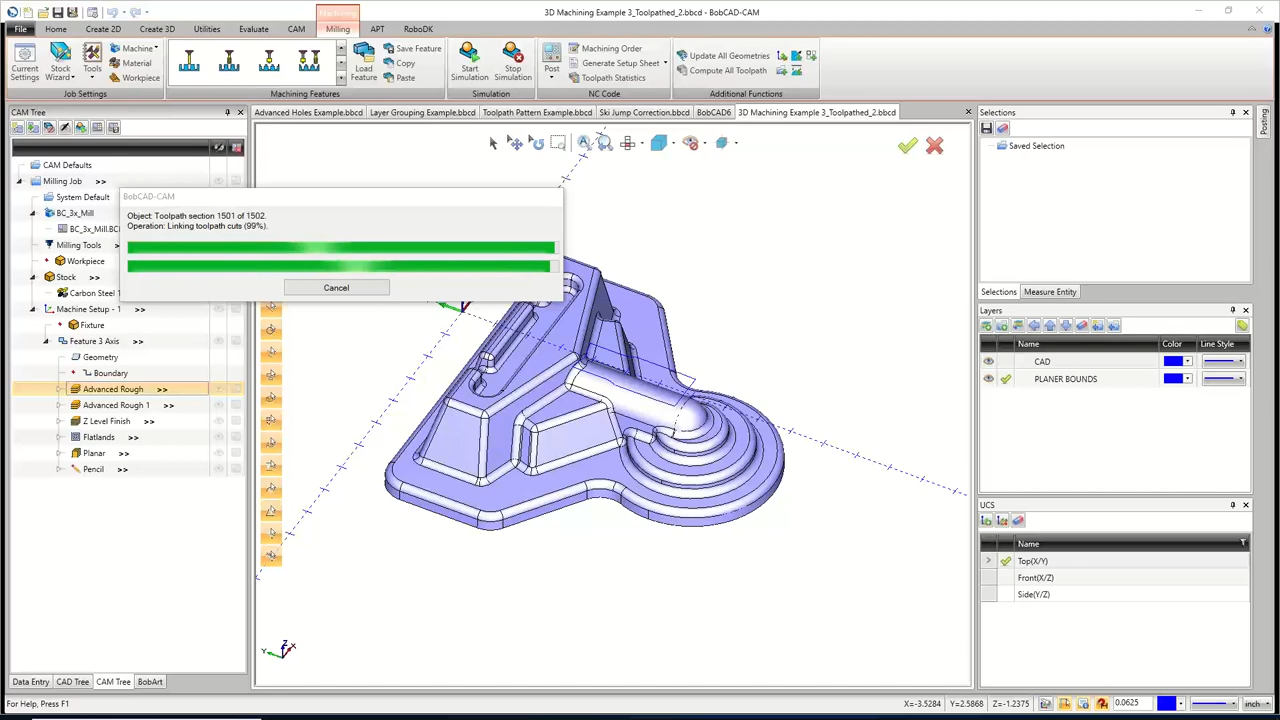 Machining
3D Machining Example 3_Toolpathed_2.bbcd - BobCAD-CAM
File Home Create 2D Create 3D Utilities Evaluate CAM Milling APT RoboDK
Current Settings
Stock Wizard
Tools
Machine
Material
Workpiece
Job Settings
Load Feature
Save Feature
Copy
Paste
Machining Features
Start Simulation
Stop Simulation
Simulation
Post
Machining Order
Generate Setup Sheet
Toolpath Statistics
NC Code
Update All Geometries
Compute All Toolpath
Additional Functions
CAM Tree
Advanced Holes Example.bbcd Layer Grouping Example.bbcd Toolpath Pattern Example.bbcd Ski Jump Correction.bbcd BobCAD6 3D Machining Example 3_Toolpathed_2.bbcd
CAM Defaults
Milling Job >>
System Default
BC_3x_Mill
BC_3x_Mill.BC
Milling Tools
Workpiece
Stock >>
Carbon Steel 1
Machine Setup - 1 >>
Fixture
Feature 3 Axis >>
Geometry
Boundary
Advanced Rough >>
Advanced Rough 1 >>
Z Level Finish >>
Flatlands >>
Planar >>
Pencil >>
Data Entry CAD Tree CAM Tree BobArt
BobCAD-CAM
Object: Toolpath section 1501 of 1502.
Operation: Linking toolpath cuts (99%).
Cancel
Z
Y
X
Selections
Saved Selection
Selections Measure Entity
Layers
Name Color Line Style
CAD
PLANER BOUNDS
UCS
Name
Top(X/Y)
Front(X/Z)
Side(Y/Z)
Posting
For Help, Press F1
X=-3.5284 Y=2.5868 Z=-1.2375 0.0625 inch